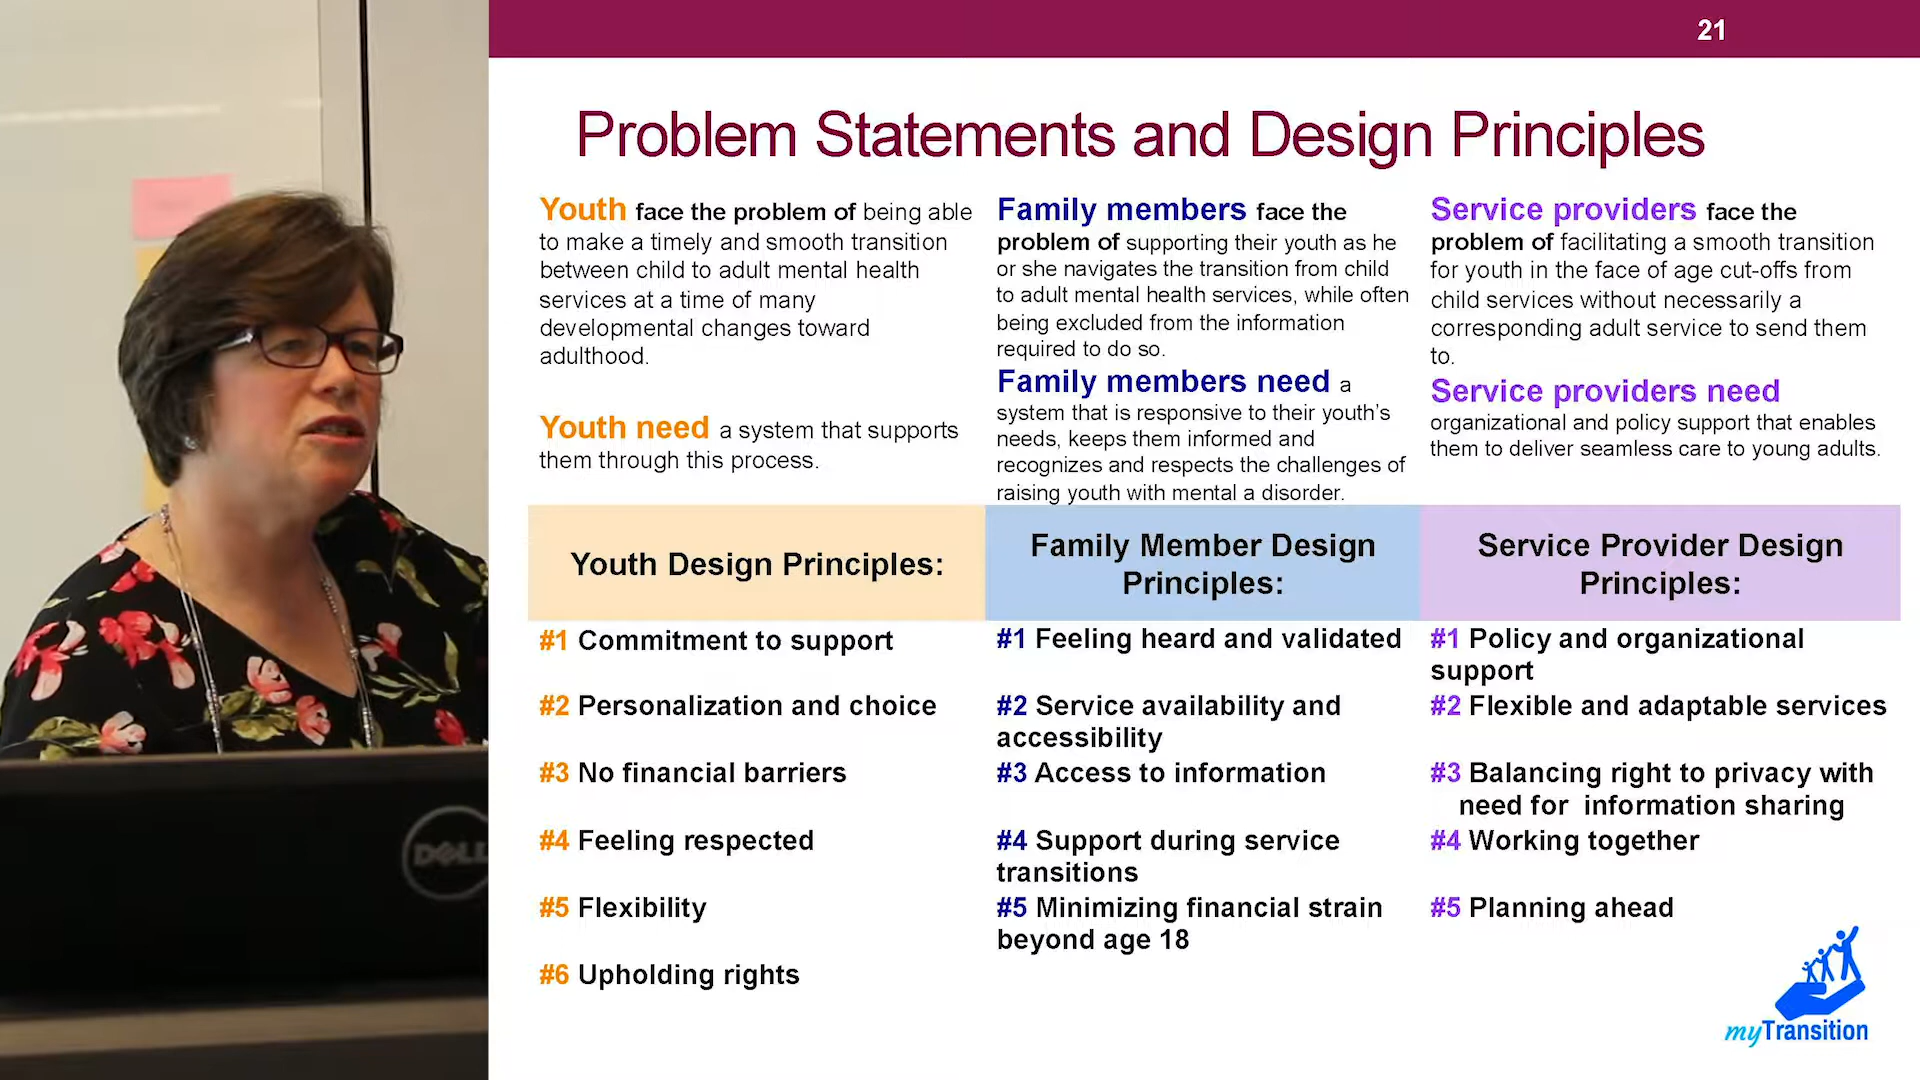 21
Problem Statements and Design Principles
Youth face the problem of being able
to make a timely and smooth transition
between child to adult mental health
services at a time of many
developmental changes toward
adulthood.
Youth need a system that supports
them through this process.
Family members face the
problem of supporting their youth as he
or she navigates the transition from child
to adult mental health services, while often
being excluded from the information
required to do so.
Family members need a
system that is responsive to their youth's
needs, keeps them informed and
recognizes and respects the challenges of
raising youth with mental a disorder.
Service providers face the
problem of facilitating a smooth transition
for youth in the face of age cut-offs from
child services without necessarily a
corresponding adult service to send them
to.
Service providers need
organizational and policy support that enables
them to deliver seamless care to young adults.
Youth Design Principles:
#1 Commitment to support
#2 Personalization and choice
#3 No financial barriers
#4 Feeling respected
#5 Flexibility
#6 Upholding rights
Family Member Design
Principles:
#1 Feeling heard and validated
#2 Service availability and
accessibility
#3 Access to information
#4 Support during service
transitions
#5 Minimizing financial strain
beyond age 18
Service Provider Design
Principles:
#1 Policy and organizational
support
#2 Flexible and adaptable services
#3 Balancing right to privacy with
need for information sharing
#4 Working together
#5 Planning ahead
myTransition
DELL